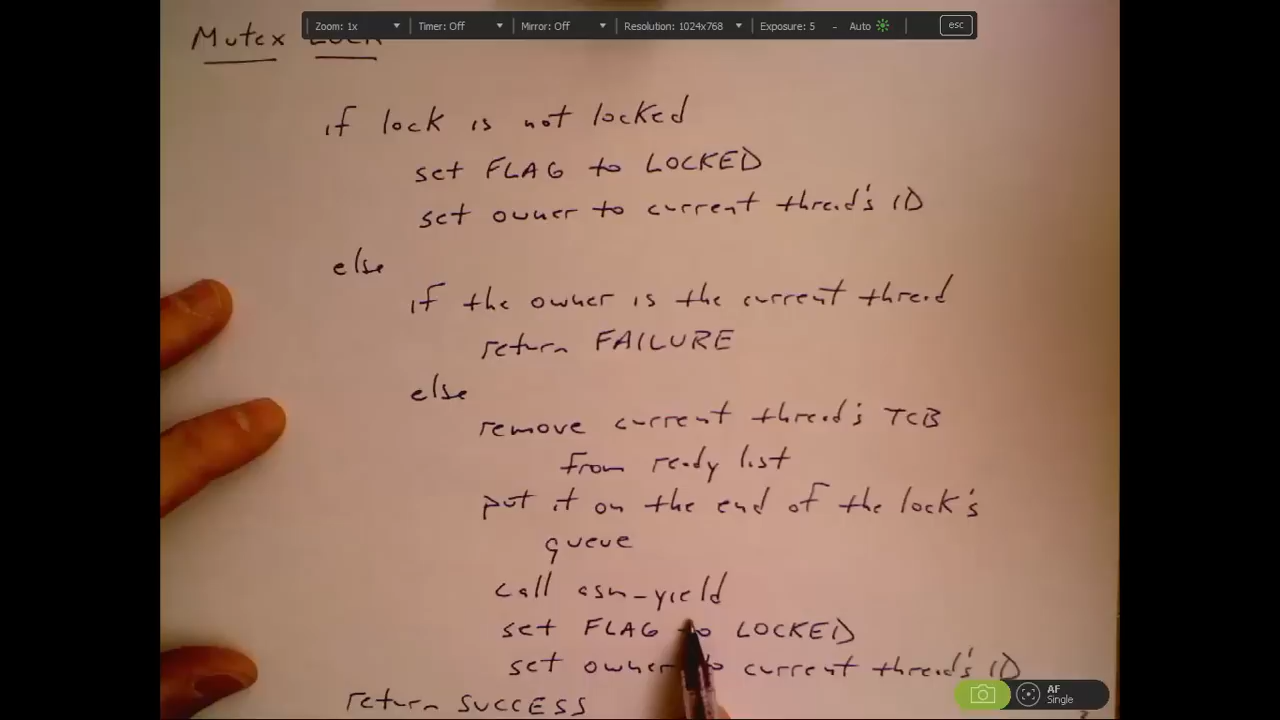 Zoom: 1x Timer: Off Mirror: Off Resolution: 1024x768 Exposure: 5 - Auto esc
Mutex
if lock is not locked
set FLAG to LOCKED
set owner to current thread's ID
else
if the owner is the current thread
return FAILURE
else
remove current thread's TCB
from ready list
put it on the end of the lock's
queue
call asm-yield
set FLAG to LOCKED
set owner to current thread's ID
return SUCCESS
AF
Single